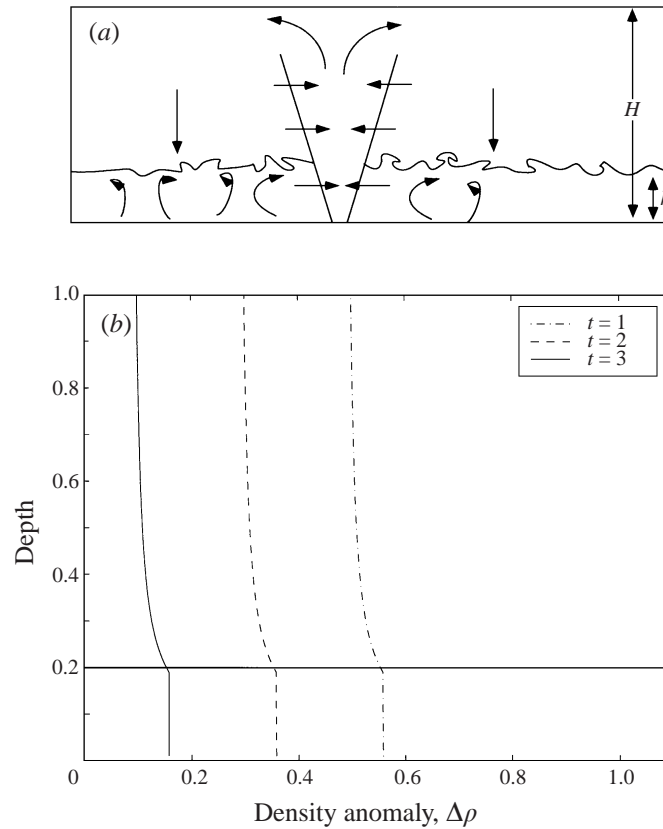 (a)
H
(b)
1.0
0.8
0.6
0.4
0.2
0
Depth
t = 1
t = 2
t = 3
0 0.2 0.4 0.6 0.8 1.0
Density anomaly, Δρ